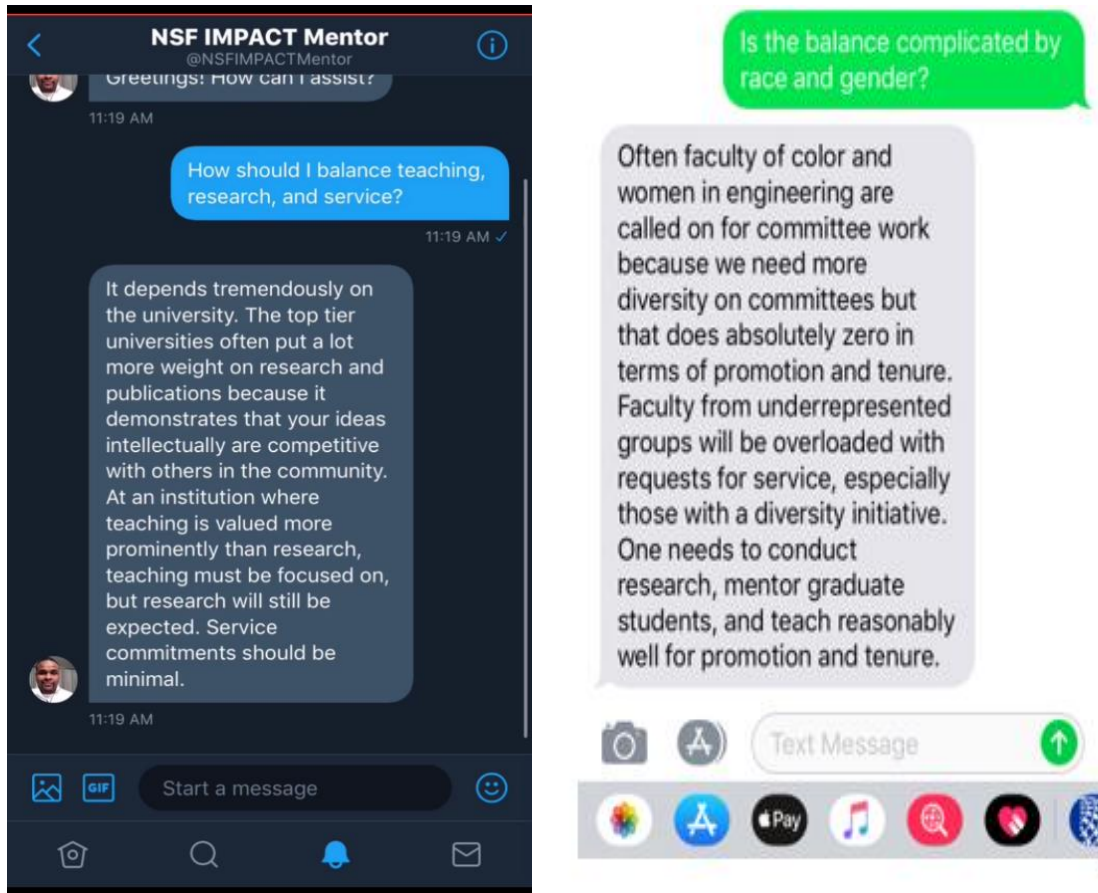 NSF IMPACT Mentor
@NSFIMPACTMentor
Greetings! How can I assist?
11:19 AM
How should I balance teaching,
research, and service?
11:19 AM ✓
It depends tremendously on
the university. The top tier
universities often put a lot
more weight on research and
publications because it
demonstrates that your ideas
intellectually are competitive
with others in the community.
At an institution where
teaching is valued more
prominently than research,
teaching must be focused on,
but research will still be
expected. Service
commitments should be
minimal.
11:19 AM
GIF
Start a message
Is the balance complicated by
race and gender?
Often faculty of color and
women in engineering are
called on for committee work
because we need more
diversity on committees but
that does absolutely zero in
terms of promotion and tenure.
Faculty from underrepresented
groups will be overloaded with
requests for service, especially
those with a diversity initiative.
One needs to conduct
research, mentor graduate
students, and teach reasonably
well for promotion and tenure.
Text Message
Pay